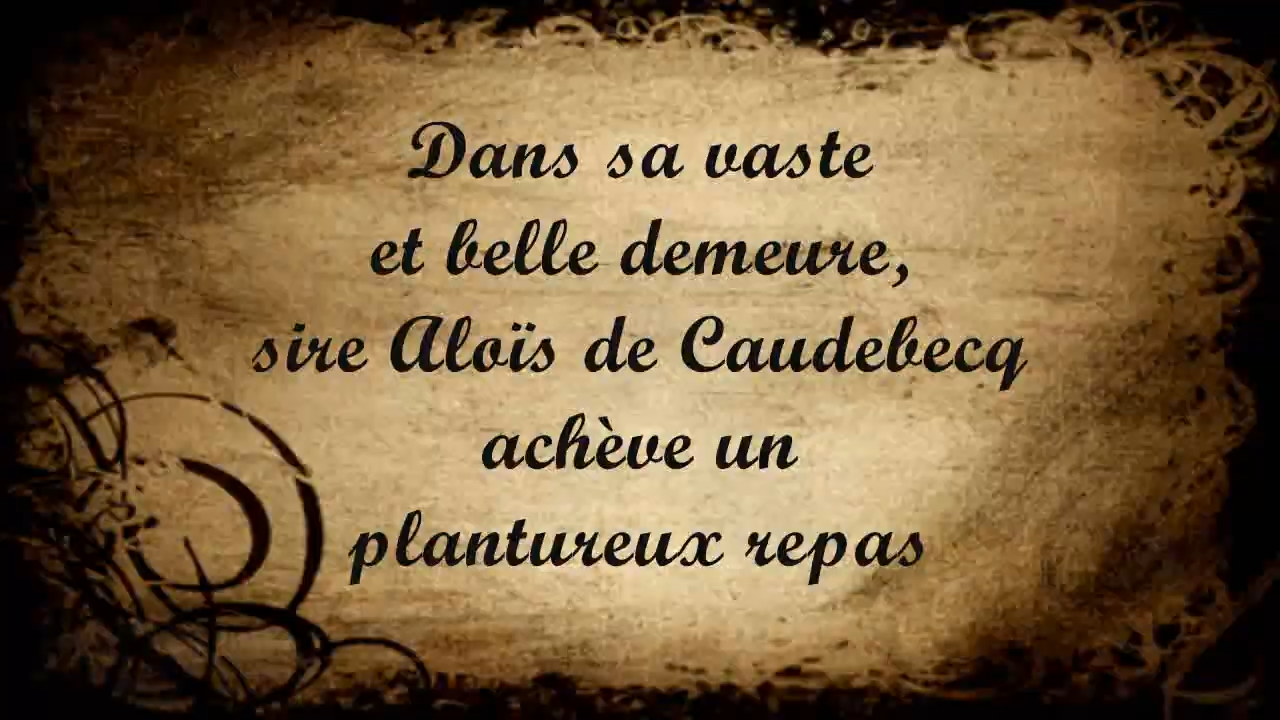 Dans sa vaste
et belle demeure,
sire Aloïs de Caudebecq
achève un
plantureux repas